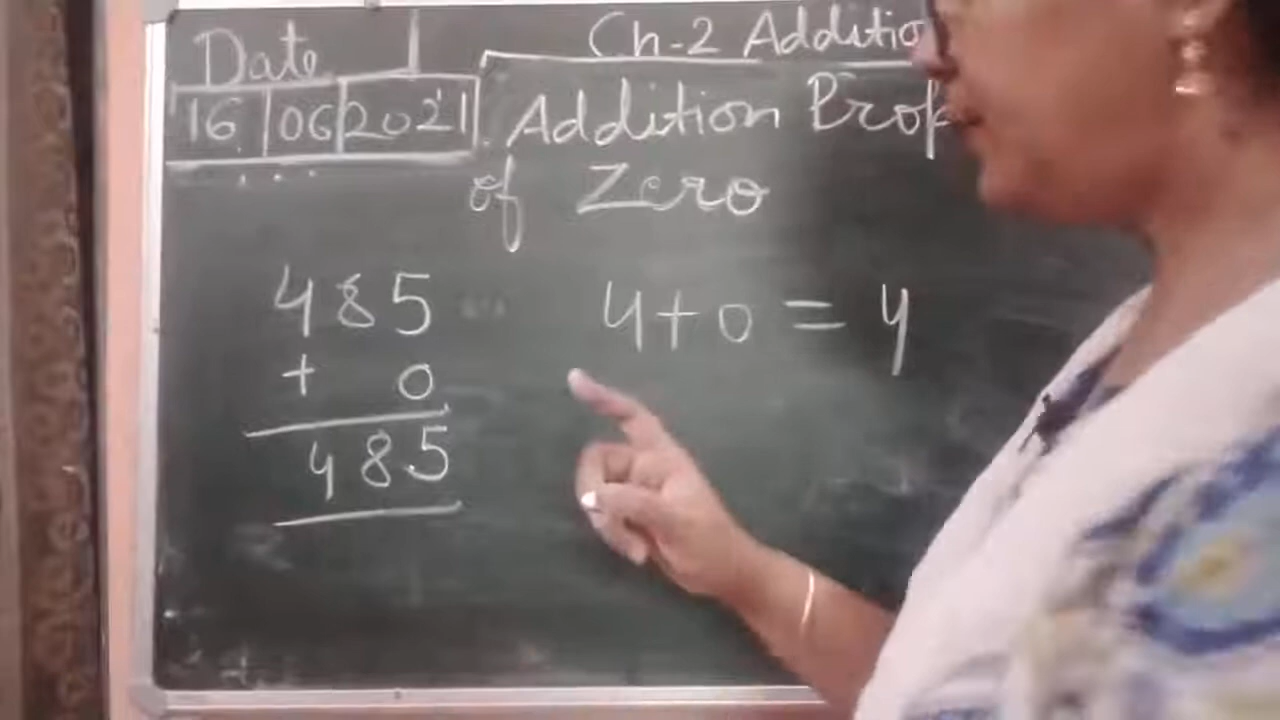 Date
Ch-2 Additio
16 06 2021
Addition Prop
of Zero
485
+ 0
485
4+0 = 4